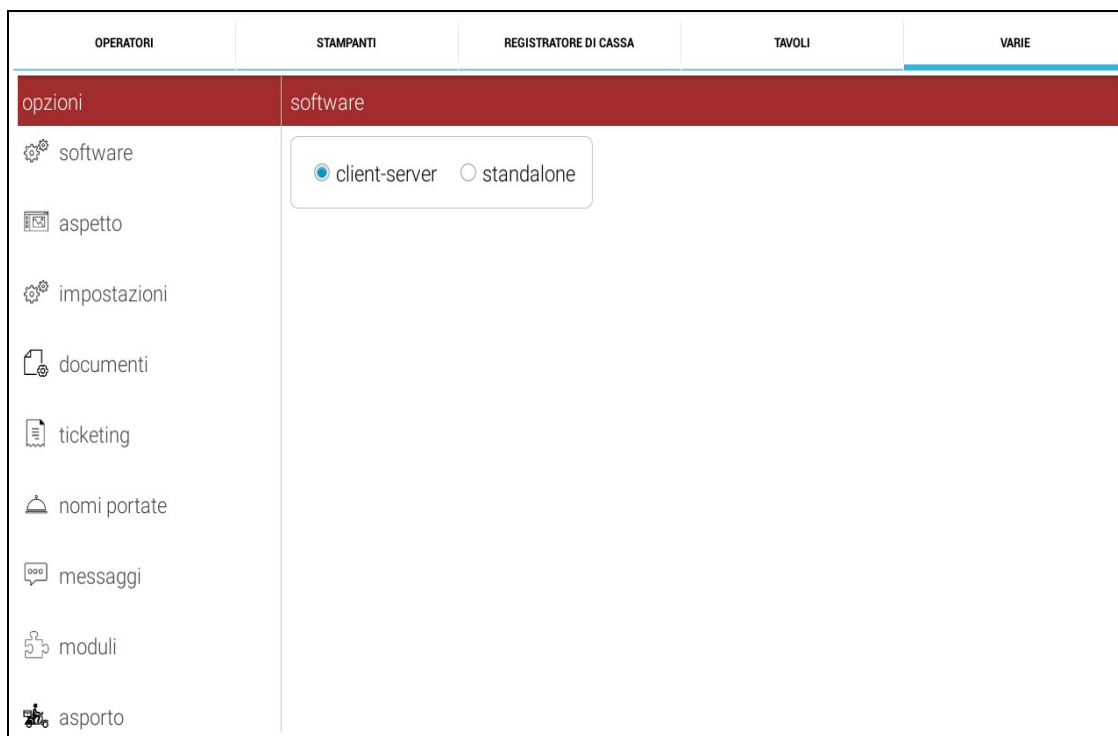 OPERATORI STAMPANTI REGISTRATORE DI CASSA TAVOLI VARIE
opzioni software
software
client-server standalone
aspetto
impostazioni
documenti
ticketing
nomi portate
messaggi
moduli
asporto